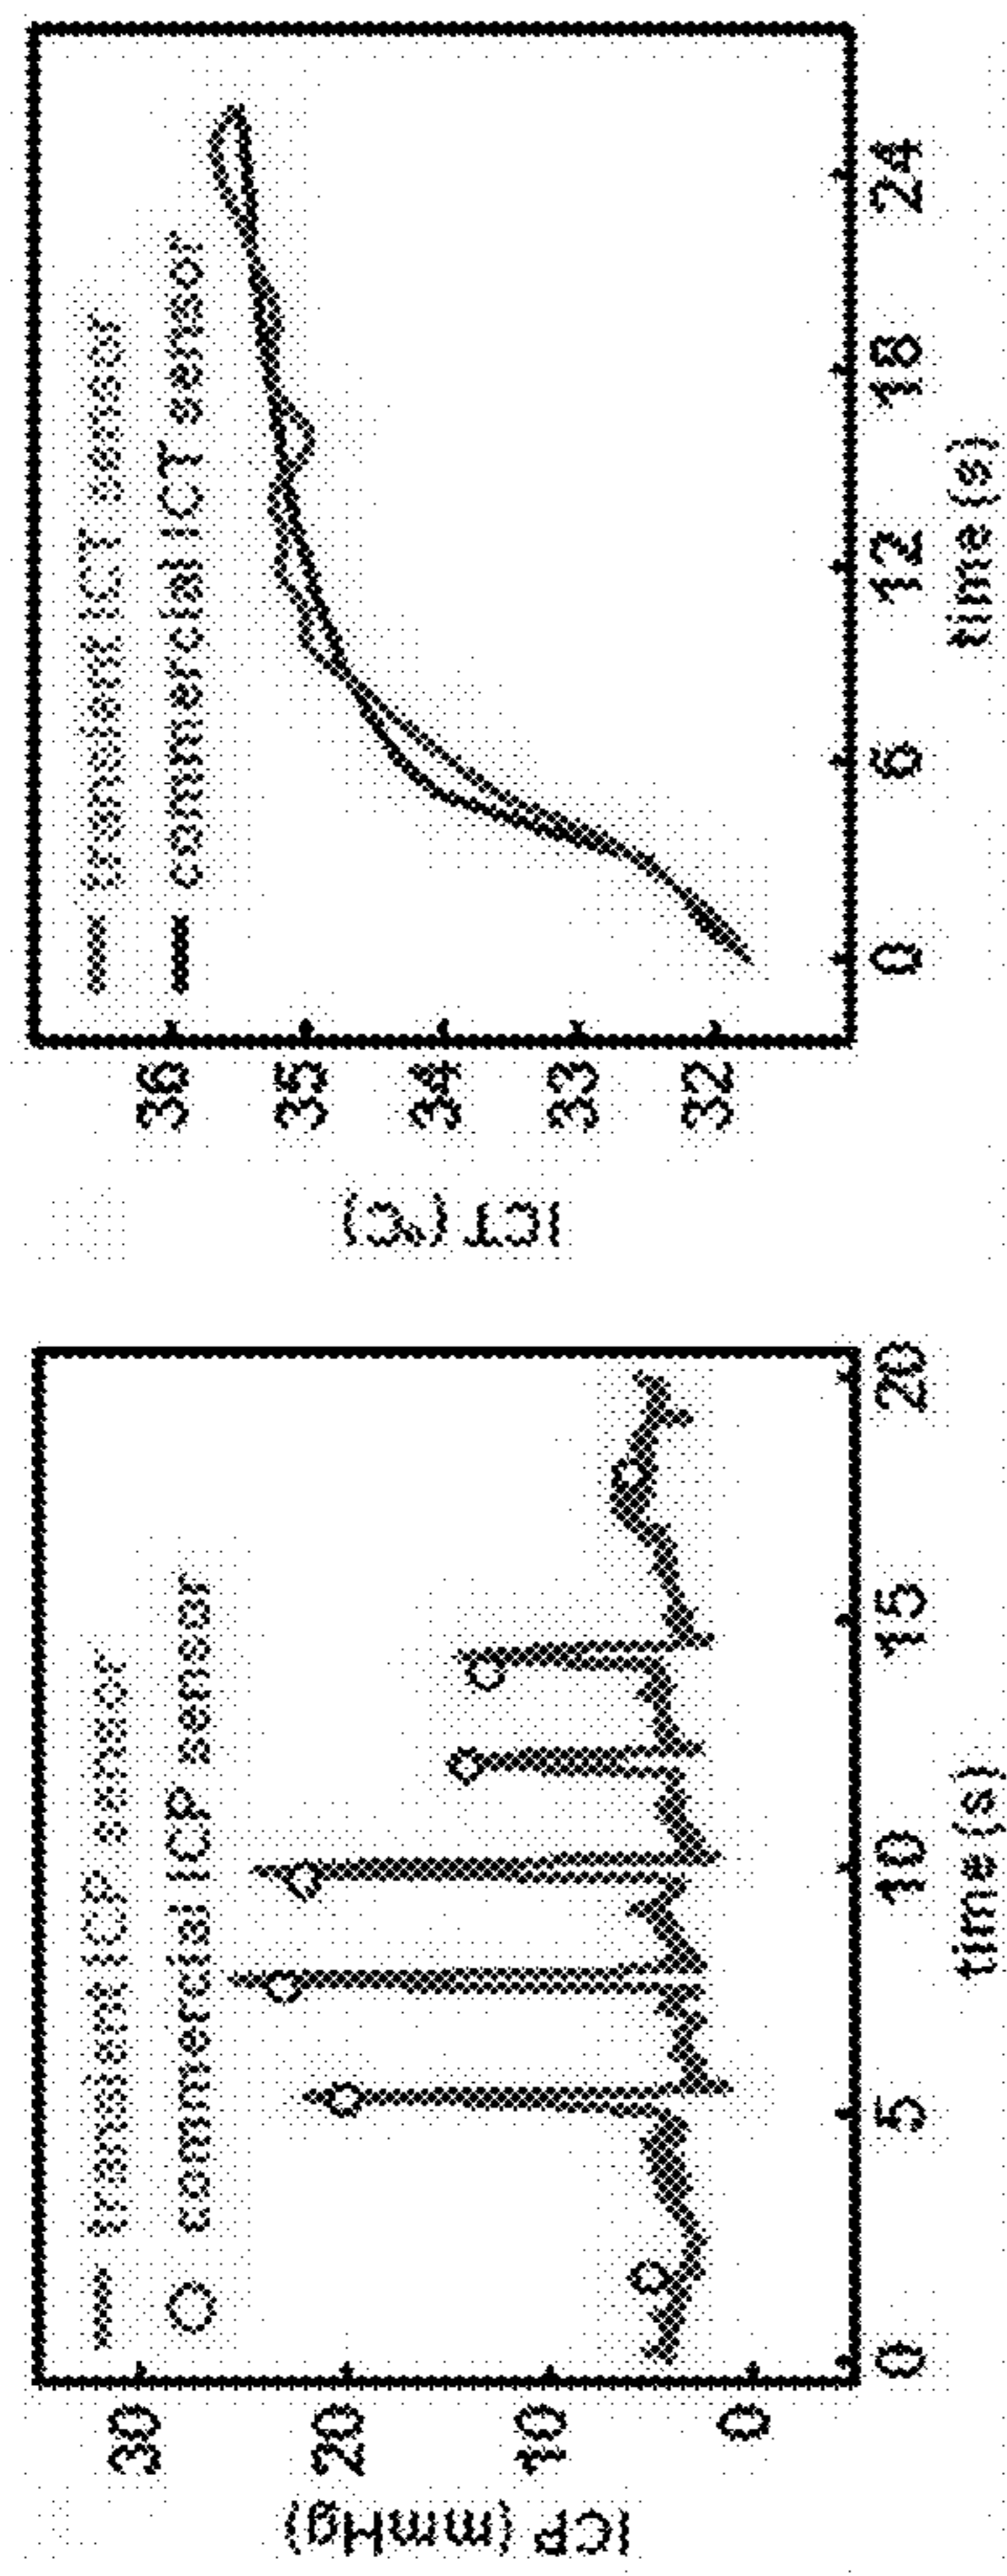 ICP (mmHg)
30
20
10
0
transient ICP sensor
commercial ICP sensor
0
5
10
15
20
time (s)
ICT (°C)
36
35
34
33
32
transient ICT sensor
commercial ICT sensor
0
6
12
18
24
time (s)